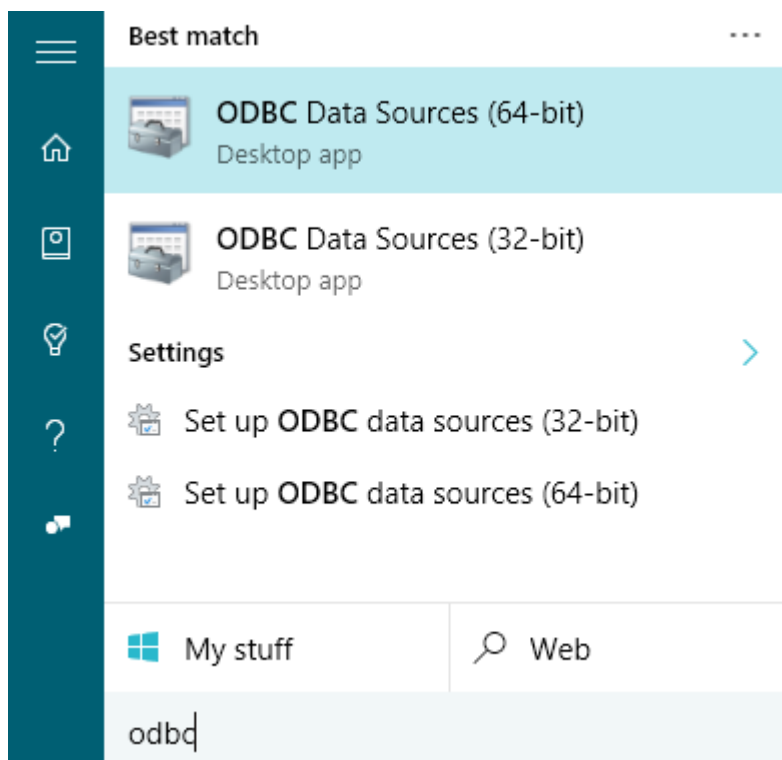 Best match
ODBC Data Sources (64-bit)
Desktop app
ODBC Data Sources (32-bit)
Desktop app
Settings
Set up ODBC data sources (32-bit)
Set up ODBC data sources (64-bit)
My stuff
Web
odbc